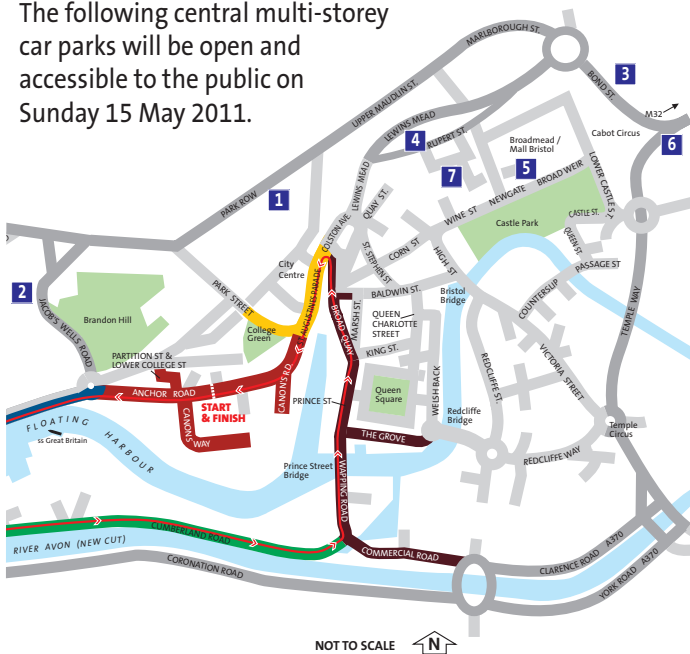 The following central multi-storey
car parks will be open and
accessible to the public on
Sunday 15 May 2011.
MARLBOROUGH ST.
3
BOND ST.
M32
UPPER MAUDLIN ST.
LEWINS MEAD
4
RUPERT ST.
Broadmead /
Mall Bristol
Cabot Circus
6
7
5
LOWER CASTLE ST.
LEWINS MEAD
QUAY ST.
NEWGATE
BROAD WEIR
WINE ST
PARK ROW
1
COLSTON AVE.
Castle Park
CASTLE ST.
ST. STEPHEN ST
CORN ST
HIGH ST
QUEEN ST.
PASSAGE ST
City
Centre
2
JACOB'S WELLS ROAD
PARK STREET
ST AUGUSTINE'S PARADE
BALDWIN ST.
Bristol
Bridge
COUNTERSLIP
TEMPLE WAY
Brandon Hill
College
Green
BROAD QUAY
MARSH ST.
QUEEN
CHARLOTTE
STREET
KING ST.
VICTORIA STREET
PARTITION ST &
LOWER COLLEGE ST
ANCHOR ROAD
CANON'S RD.
START
& FINISH
CANONS
WAY
PRINCE ST
Queen
Square
WELSH BACK
REDCLIFFE ST.
Redcliffe
Bridge
Temple
Circus
FLOATING
HARBOUR
ss Great Britain
THE GROVE
REDCLIFFE WAY
Prince Street
Bridge
WAPPING ROAD
CUMBERLAND ROAD
RIVER AVON (NEW CUT)
COMMERCIAL ROAD
CORONATION ROAD
CLARENCE ROAD
A370
YORK ROAD
A370
NOT TO SCALE
N